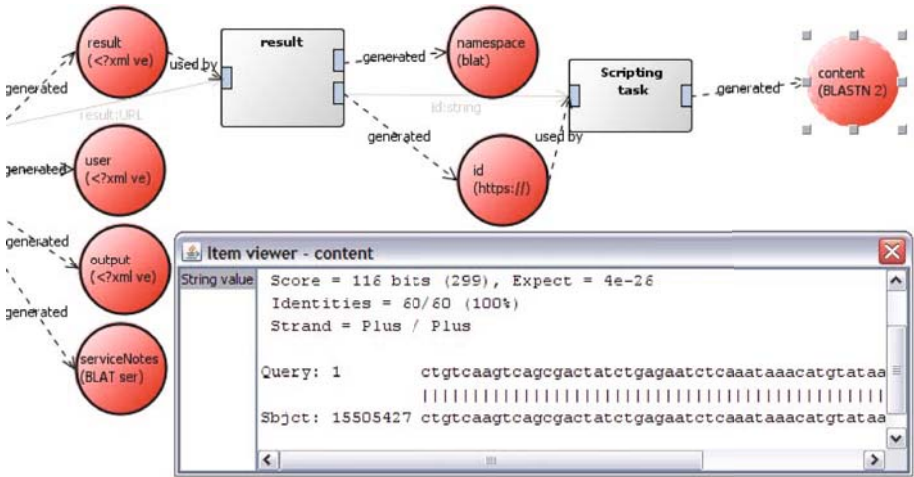 result
(<?xml ve)
used by
result
generated
namespace
(blat)
Scripting
task
generated
content
(BLASTN 2)
generated
result:URL
id:string
generated
used by
id
(https://)
generated
user
(<?xml ve)
generated
output
(<?xml ve)
generated
serviceNotes
(BLAT ser)
Item viewer - content
String value
Score = 116 bits (299), Expect = 4e-26
Identities = 60/60 (100%)
Strand = Plus / Plus
Query: 1 ctgtcaagtcagcgactatctgagaatctcaaataaacatgtataa
||||||||||||||||||||||||||||||||||||||||||||||
Sbjct: 15505427 ctgtcaagtcagcgactatctgagaatctcaaataaacatgtataa